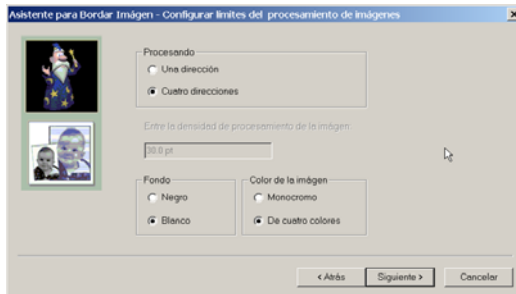 Asistente para Bordar Imágen - Configurar límites del procesamiento de imágenes
Procesando
Una dirección
Cuatro direcciones
Entre la densidad de procesamiento de la imágen:
30.0 pt
Fondo
Negro
Blanco
Color de la imágen
Monocromo
De cuatro colores
< Atrás
Siguiente >
Cancelar